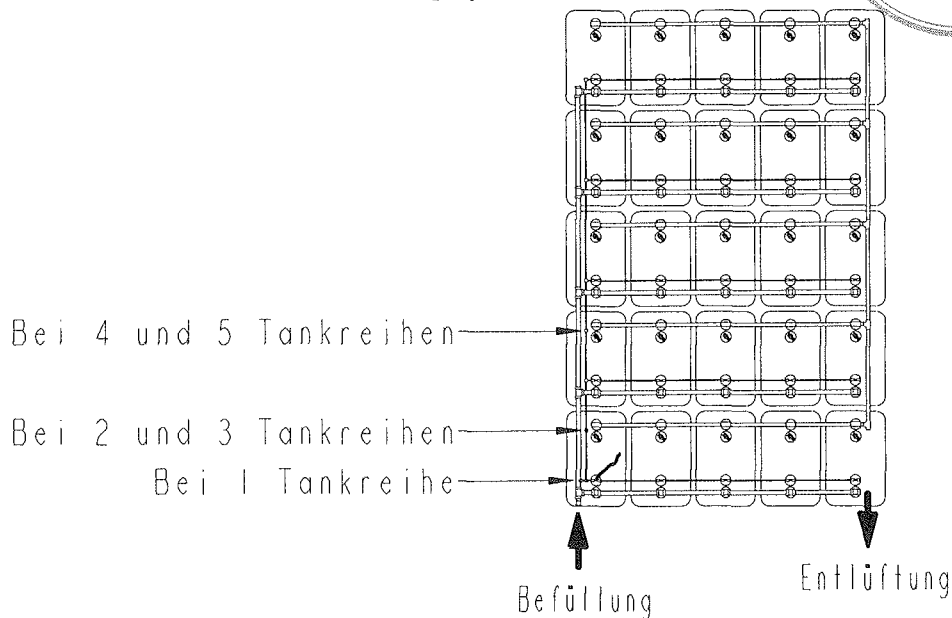 Bei 4 und 5 Tankreihen
Bei 2 und 3 Tankreihen
Bei 1 Tankreihe
Befüllung
Entlüftung